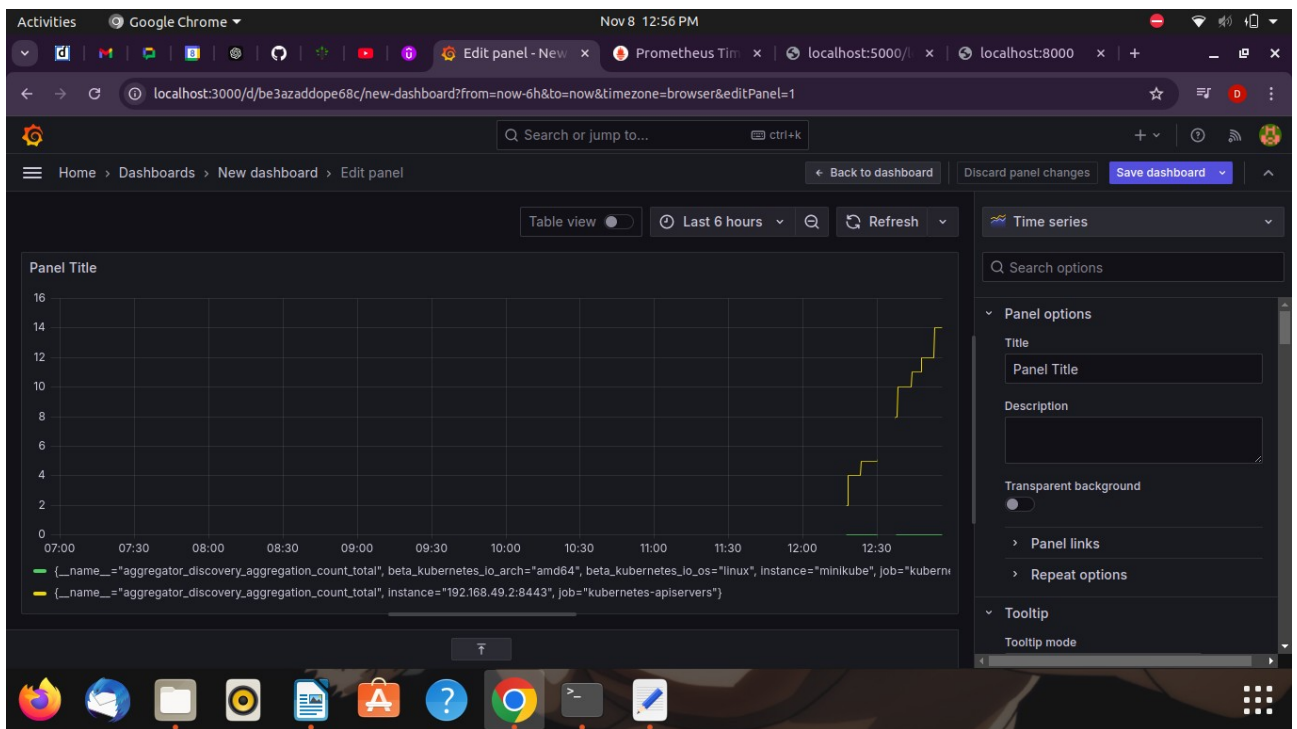 Activities Google Chrome Nov 8 12:56 PM
Edit panel - New Prometheus Tim localhost:5000/ localhost:8000
localhost:3000/d/be3azaddope68c/new-dashboard?from=now-6h&to=now&timezone=browser&editPanel=1 D
Search or jump to... ctrl+k
Home › Dashboards › New dashboard › Edit panel Back to dashboard Discard panel changes Save dashboard
Table view Last 6 hours Refresh Time series
Search options
Panel Title
16
14
12
10
8
6
4
2
0
07:00 07:30 08:00 08:30 09:00 09:30 10:00 10:30 11:00 11:30 12:00 12:30
{__name__="aggregator_discovery_aggregation_count_total", beta_kubernetes_io_arch="amd64", beta_kubernetes_io_os="linux", instance="minikube", job="kuberne
{__name__="aggregator_discovery_aggregation_count_total", instance="192.168.49.2:8443", job="kubernetes-apiservers"}
Panel options
Title
Panel Title
Description
Transparent background
Panel links
Repeat options
Tooltip
Tooltip mode